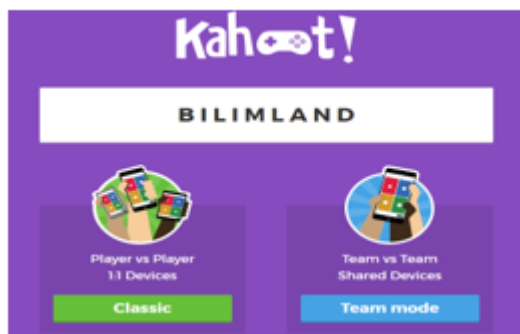 Kahoot!
BILIMLAND
Player vs Player
1:1 Devices
Classic
Team vs Team
Shared Devices
Team mode